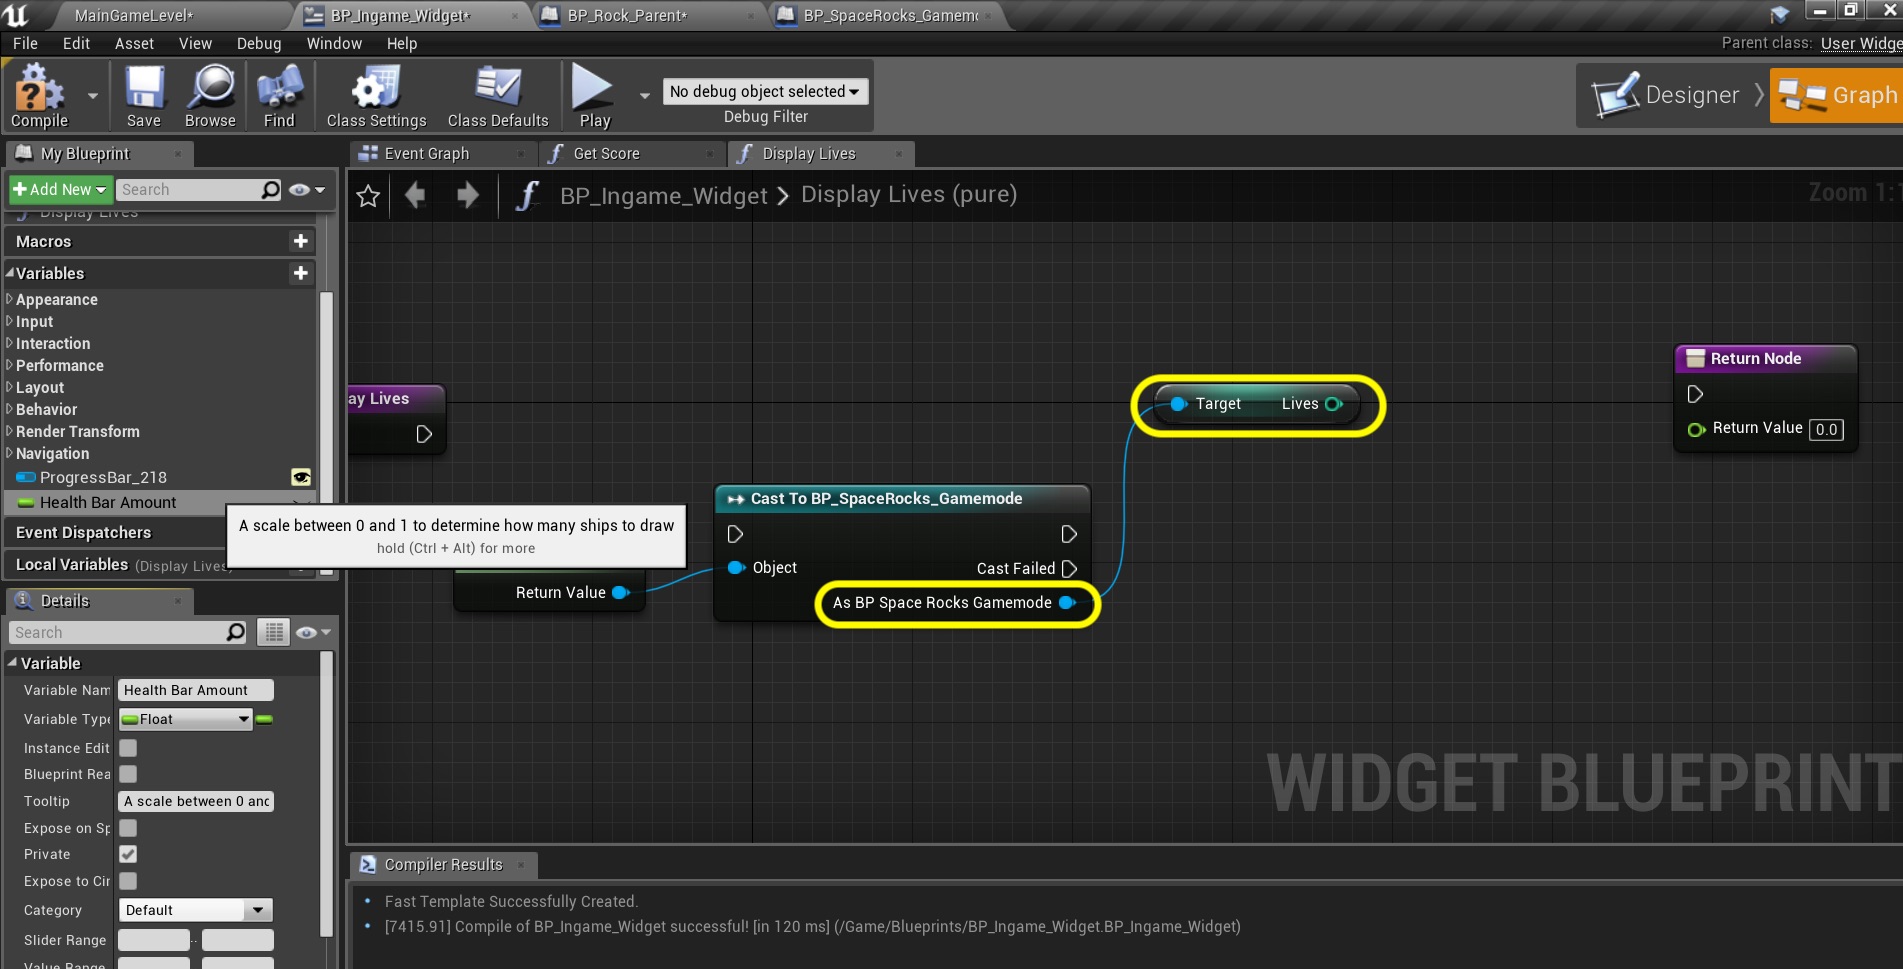 MainGameLevel*
BP_Ingame_Widget*
BP_Rock_Parent*
BP_SpaceRocks_Gamemo
File Edit Asset View Debug Window Help
Parent class: User Widge
Compile
Save
Browse
Find
Class Settings
Class Defaults
Play
No debug object selected
Debug Filter
Designer
Graph
My Blueprint
Event Graph
Get Score
Display Lives
Add New
Search
BP_Ingame_Widget > Display Lives (pure)
Zoom 1:1
Display Lives
Macros
Variables
Appearance
Input
Interaction
Performance
Layout
Behavior
Render Transform
Navigation
ProgressBar_218
Health Bar Amount
Event Dispatchers
Local Variables (Display Lives)
A scale between 0 and 1 to determine how many ships to draw
hold (Ctrl + Alt) for more
ay Lives
Return Value
Cast To BP_SpaceRocks_Gamemode
Object
Cast Failed
As BP Space Rocks Gamemode
Target Lives
Return Node
Return Value 0.0
WIDGET BLUEPRINT
Details
Search
Variable
Variable Nam Health Bar Amount
Variable Type Float
Instance Edit
Blueprint Rea
Tooltip A scale between 0 and
Expose on Sp
Private
Expose to Cin
Category Default
Slider Range ..
Value Range
Compiler Results
Fast Template Successfully Created.
[7415.91] Compile of BP_Ingame_Widget successful! [in 120 ms] (/Game/Blueprints/BP_Ingame_Widget.BP_Ingame_Widget)